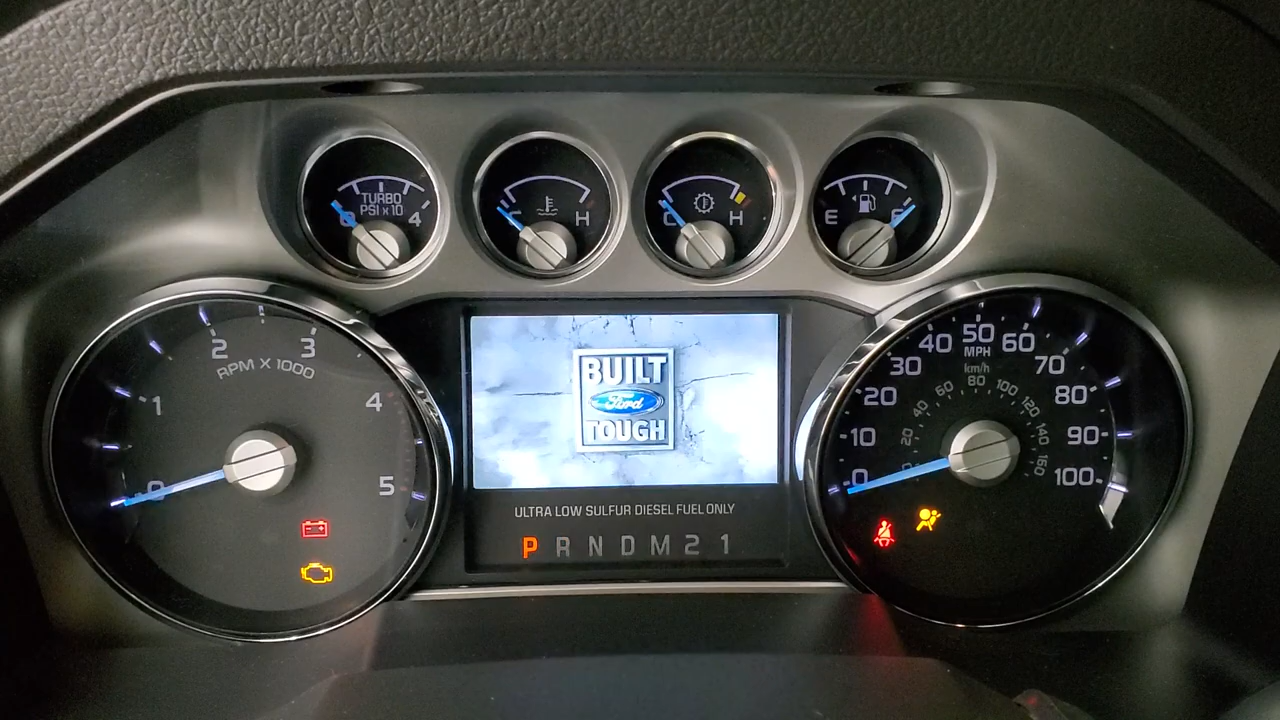 TURBO
PSI x 10
0 4
C H
C H
E F
0 1 2 3 4 5
RPM X 1000
BUILT
Ford
TOUGH
ULTRA LOW SULFUR DIESEL FUEL ONLY
P R N D M 2 1
0 10 20 30 40 50 60 70 80 90 100
MPH
km/h
20 40 60 80 100 120 140 160